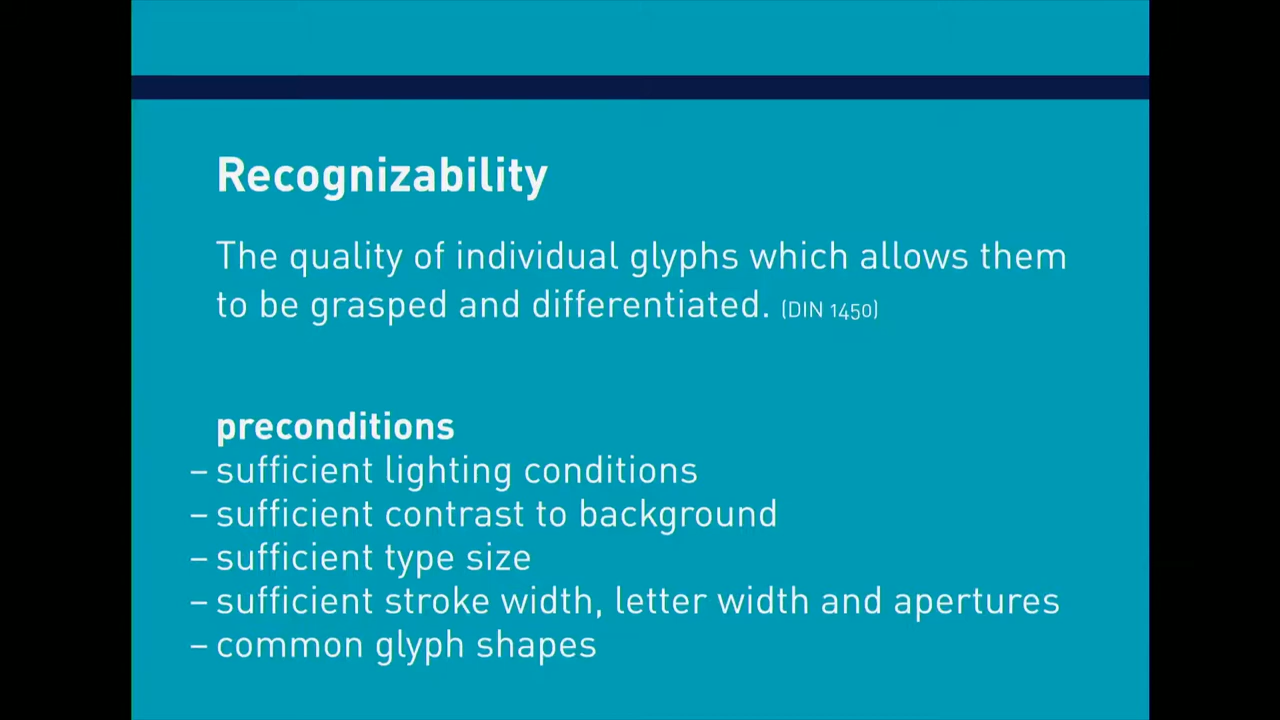 Recognizability
The quality of individual glyphs which allows them
to be grasped and differentiated. (DIN 1450)
preconditions
– sufficient lighting conditions
– sufficient contrast to background
– sufficient type size
– sufficient stroke width, letter width and apertures
– common glyph shapes